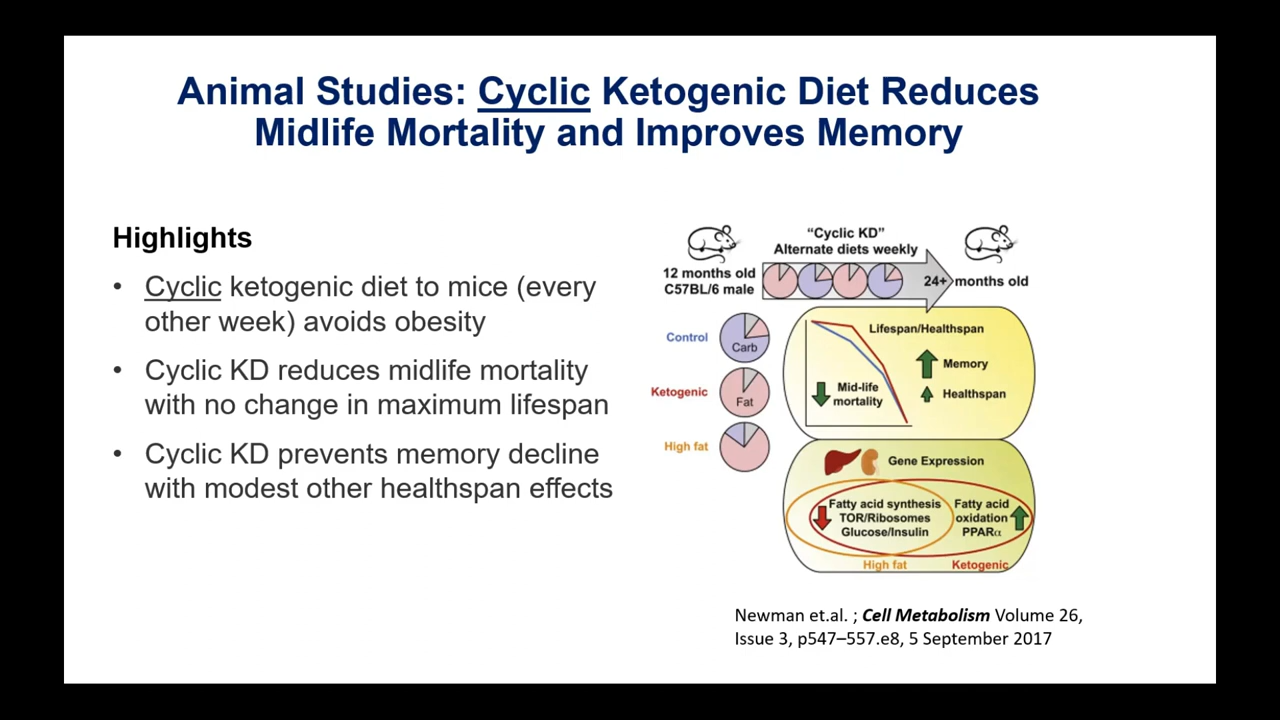 Animal Studies: Cyclic Ketogenic Diet Reduces
Midlife Mortality and Improves Memory
Highlights
• Cyclic ketogenic diet to mice (every
other week) avoids obesity
• Cyclic KD reduces midlife mortality
with no change in maximum lifespan
• Cyclic KD prevents memory decline
with modest other healthspan effects
“Cyclic KD”
Alternate diets weekly
12 months old
C57BL/6 male
24+ months old
Control
Carb
Ketogenic
Fat
High fat
Lifespan/Healthspan
Memory
Mid-life
mortality
Healthspan
Gene Expression
Fatty acid synthesis
TOR/Ribosomes
Glucose/Insulin
Fatty acid
oxidation
PPARα
High fat
Ketogenic
Newman et.al. ; Cell Metabolism Volume 26,
Issue 3, p547–557.e8, 5 September 2017